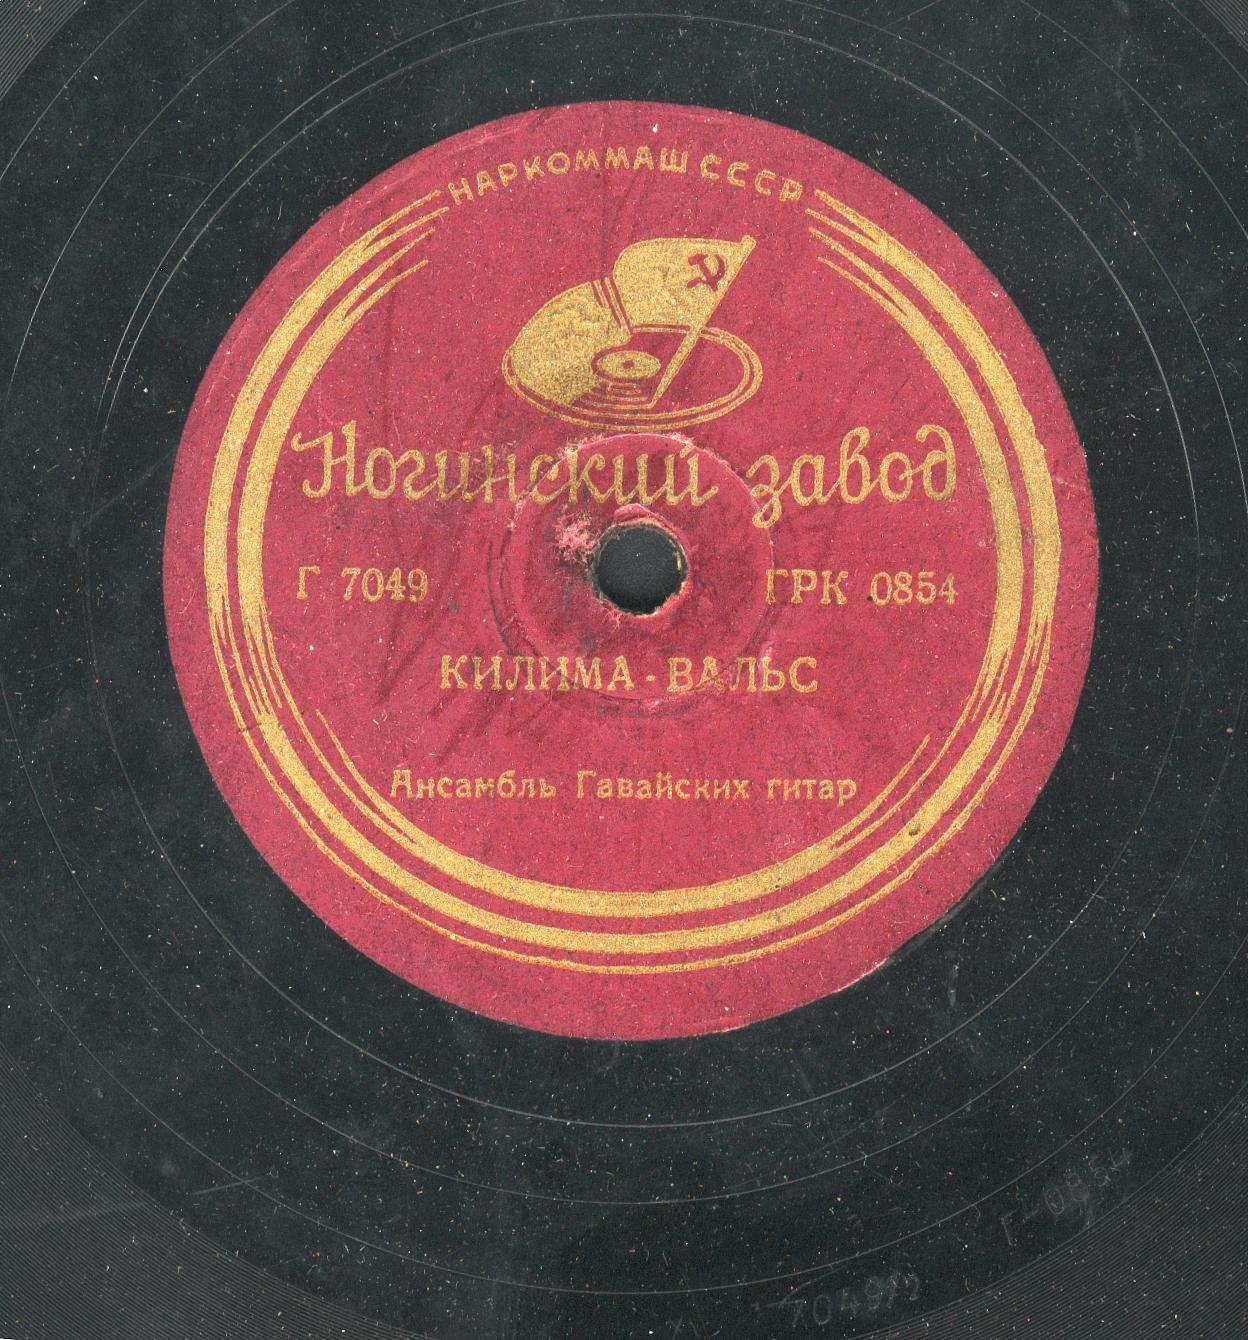 НАРКОММАШ СССР
Ногинский завод
Г 7049
ГРК 0854
КИЛИМА - ВАЛЬС
Ансамбль Гавайских гитар
Г-0854